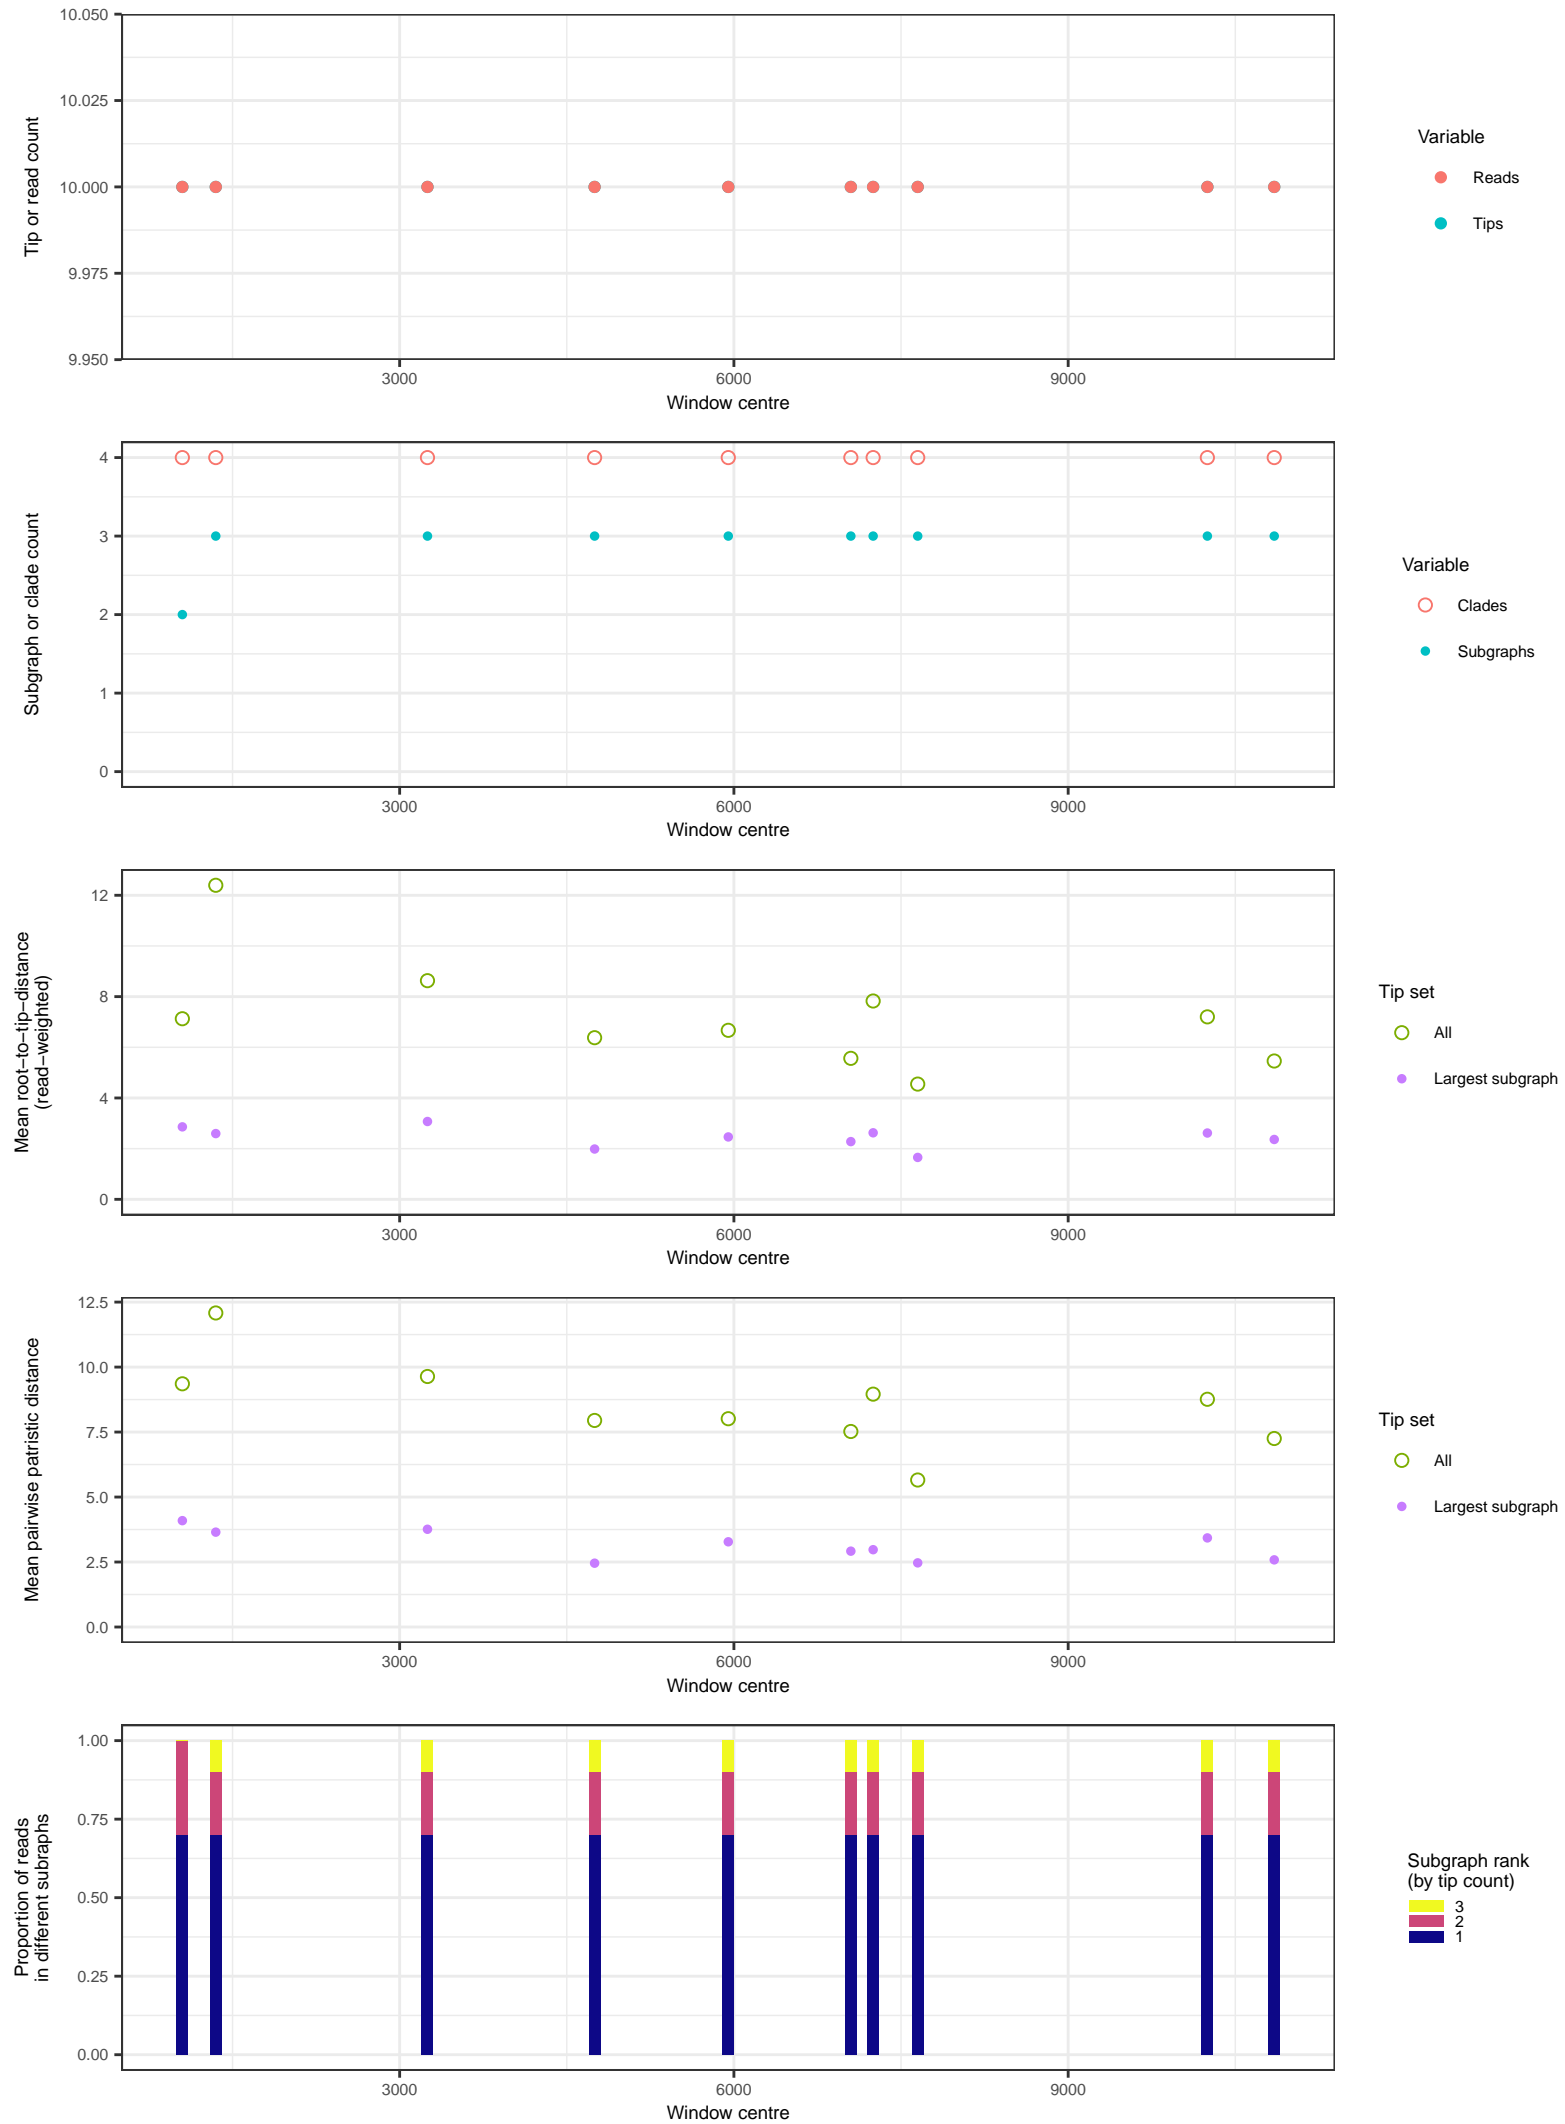 10.050
10.025
10.000
9.975
9.950
Tip or read count
3000
6000
9000
Window centre
Variable
Reads
Tips
4
3
2
1
0
Subgraph or clade count
3000
6000
9000
Window centre
Variable
Clades
Subgraphs
12
8
4
0
Mean root−to−tip−distance
(read−weighted)
3000
6000
9000
Window centre
Tip set
All
Largest subgraph
12.5
10.0
7.5
5.0
2.5
0.0
Mean pairwise patristic distance
3000
6000
9000
Window centre
Tip set
All
Largest subgraph
1.00
0.75
0.50
0.25
0.00
Proportion of reads
in different subraphs
3000
6000
9000
Window centre
Subgraph rank
(by tip count)
3
2
1